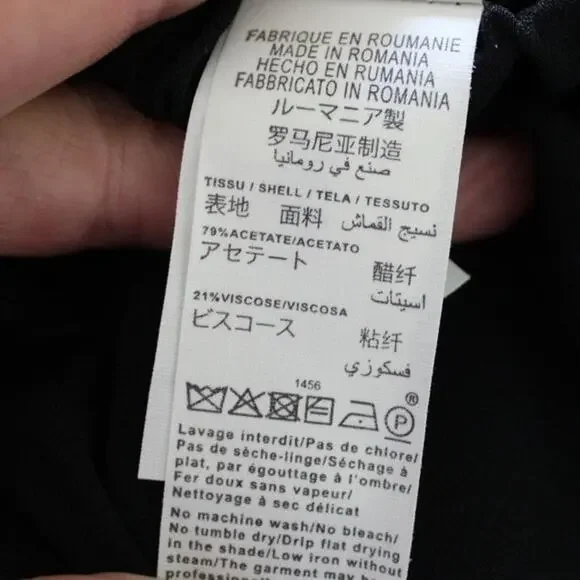 FABRIQUE EN ROUMANIE
MADE IN ROMANIA
HECHO EN RUMANIA
FABBRICATO IN ROMANIA
ルーマニア製
罗马尼亚制造
صنع في رومانيا
TISSU / SHELL / TELA / TESSUTO
表地 面料 نسيج القماش
79%ACETATE/ACETATO
アセテート 醋纤
اسيتات
21%VISCOSE/VISCOSA
ビスコース 粘纤
فسكوزي
1456
®
P
Lavage interdit/Pas de chlore/
Pas de sèche-linge/Séchage à
plat, par égouttage à l'ombre/
Fer doux sans vapeur/
Nettoyage à sec délicat
No machine wash/No bleach/
No tumble dry/Drip flat drying
in the shade/Low iron without
steam/The garment may be